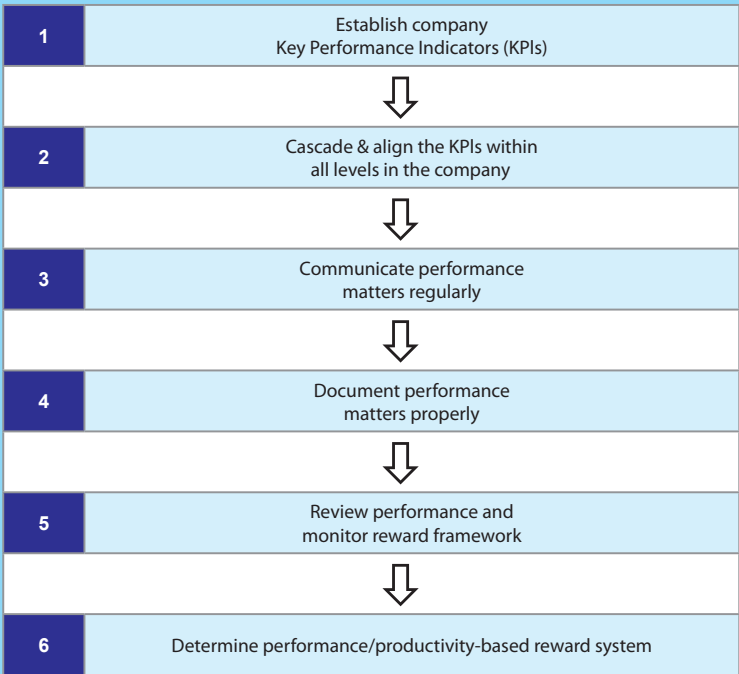 1
Establish company
Key Performance Indicators (KPIs)
2
Cascade & align the KPIs within
all levels in the company
3
Communicate performance
matters regularly
4
Document performance
matters properly
5
Review performance and
monitor reward framework
6
Determine performance/productivity-based reward system